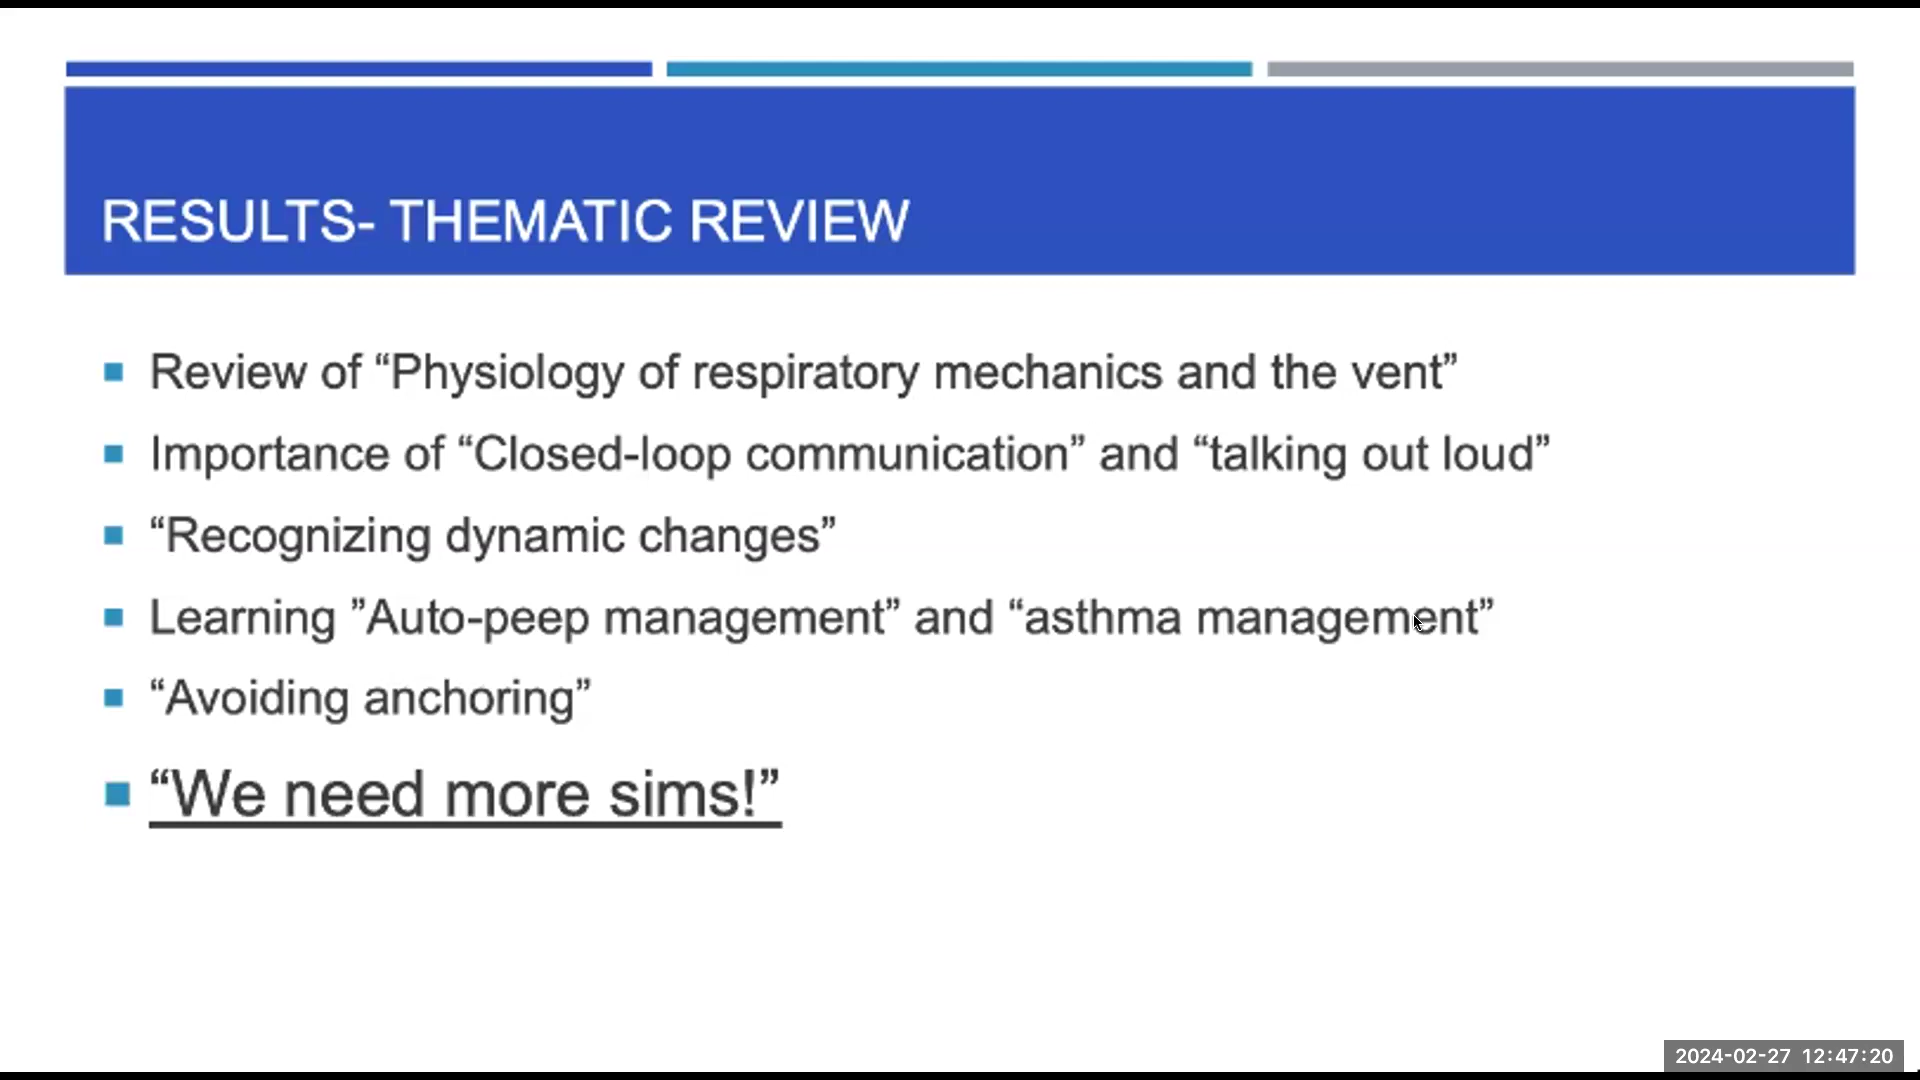 RESULTS- THEMATIC REVIEW
Review of “Physiology of respiratory mechanics and the vent”
Importance of “Closed-loop communication” and “talking out loud”
“Recognizing dynamic changes”
Learning ”Auto-peep management” and “asthma management”
“Avoiding anchoring”
“We need more sims!”
2024-02-27 12:47:20